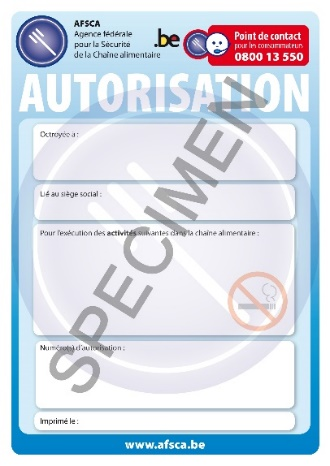 AFSCA
Agence fédérale
pour la Sécurité
de la Chaîne alimentaire
.be
Point de contact
pour les consommateurs
0800 13 550
AUTORISATION
Octroyée à :
Lié au siège social :
Pour l'exécution des activités suivantes dans la chaîne alimentaire :
Numéro(s) d'autorisation :
Imprimé le :
SPECIMEN
www.afsca.be